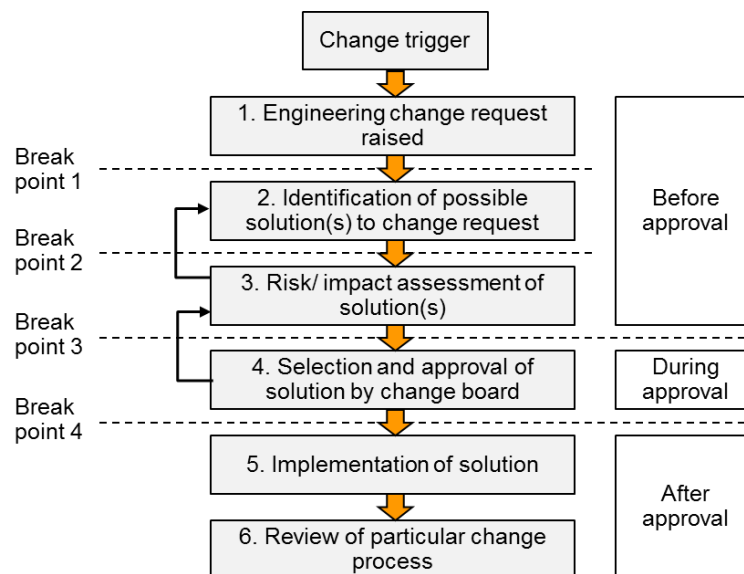 Change trigger
1. Engineering change request
raised
Break
point 1
2. Identification of possible
solution(s) to change request
Before
approval
Break
point 2
3. Risk/ impact assessment of
solution(s)
Break
point 3
4. Selection and approval of
solution by change board
During
approval
Break
point 4
5. Implementation of solution
After
approval
6. Review of particular change
process